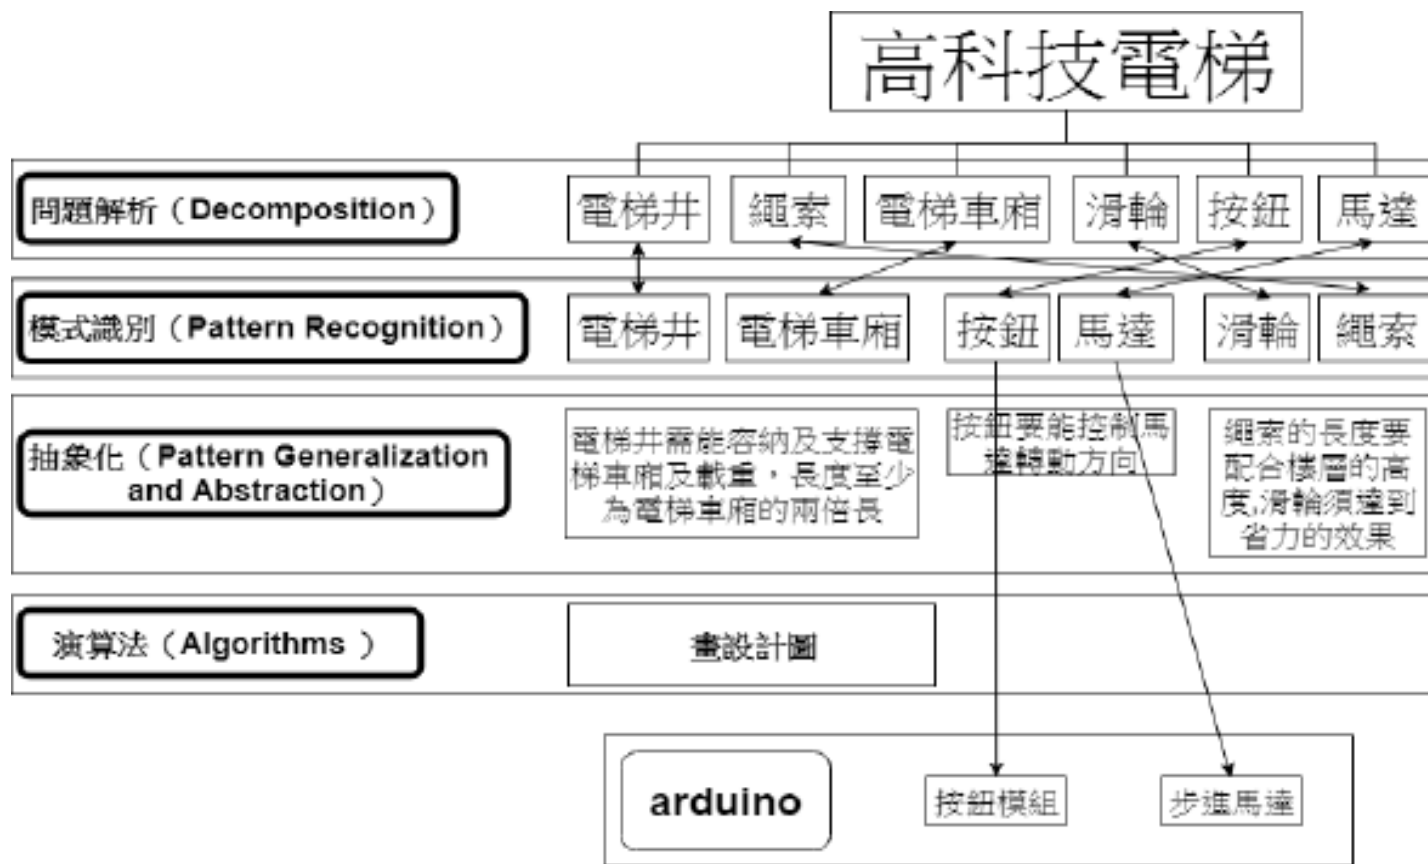 高科技電梯
問題解析（Decomposition）
電梯井
繩索
電梯車廂
滑輪
按鈕
馬達
模式識別（Pattern Recognition）
電梯井
電梯車廂
按鈕
馬達
滑輪
繩索
抽象化（Pattern Generalization
and Abstraction）
電梯井需能容納及支撐電
梯車廂及載重，長度至少
為電梯車廂的兩倍長
按鈕要能控制馬
達轉動方向
繩索的長度要
配合樓層的高
度,滑輪須達到
省力的效果
演算法（Algorithms ）
畫設計圖
arduino
按鈕模組
步進馬達